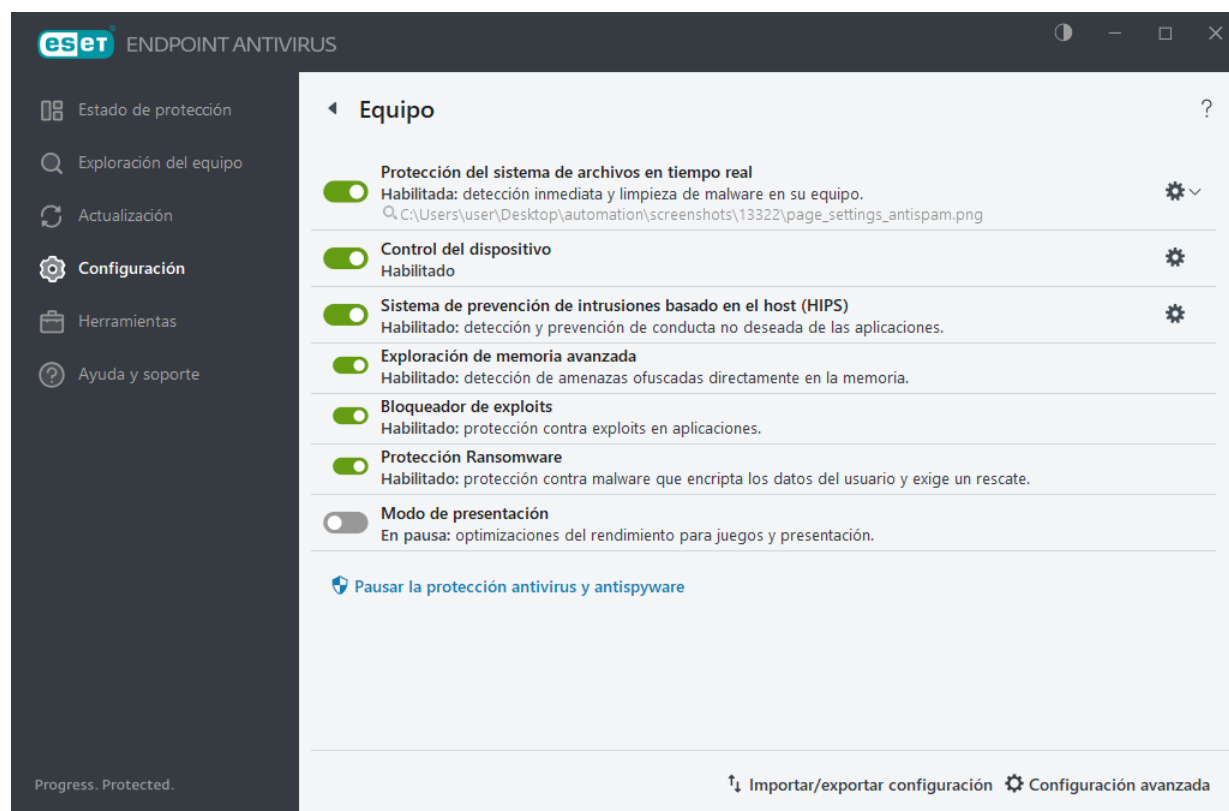 eset ENDPOINT ANTIVIRUS
Estado de protección
Exploración del equipo
Actualización
Configuración
Herramientas
Ayuda y soporte
Progress. Protected.
Equipo
?
Protección del sistema de archivos en tiempo real
Habilitada: detección inmediata y limpieza de malware en su equipo.
C:\Users\user\Desktop\automation\screenshots\13322\page_settings_antispam.png
Control del dispositivo
Habilitado
Sistema de prevención de intrusiones basado en el host (HIPS)
Habilitado: detección y prevención de conducta no deseada de las aplicaciones.
Exploración de memoria avanzada
Habilitado: detección de amenazas ofuscadas directamente en la memoria.
Bloqueador de exploits
Habilitado: protección contra exploits en aplicaciones.
Protección Ransomware
Habilitado: protección contra malware que encripta los datos del usuario y exige un rescate.
Modo de presentación
En pausa: optimizaciones del rendimiento para juegos y presentación.
Pausar la protección antivirus y antispyware
Importar/exportar configuración Configuración avanzada